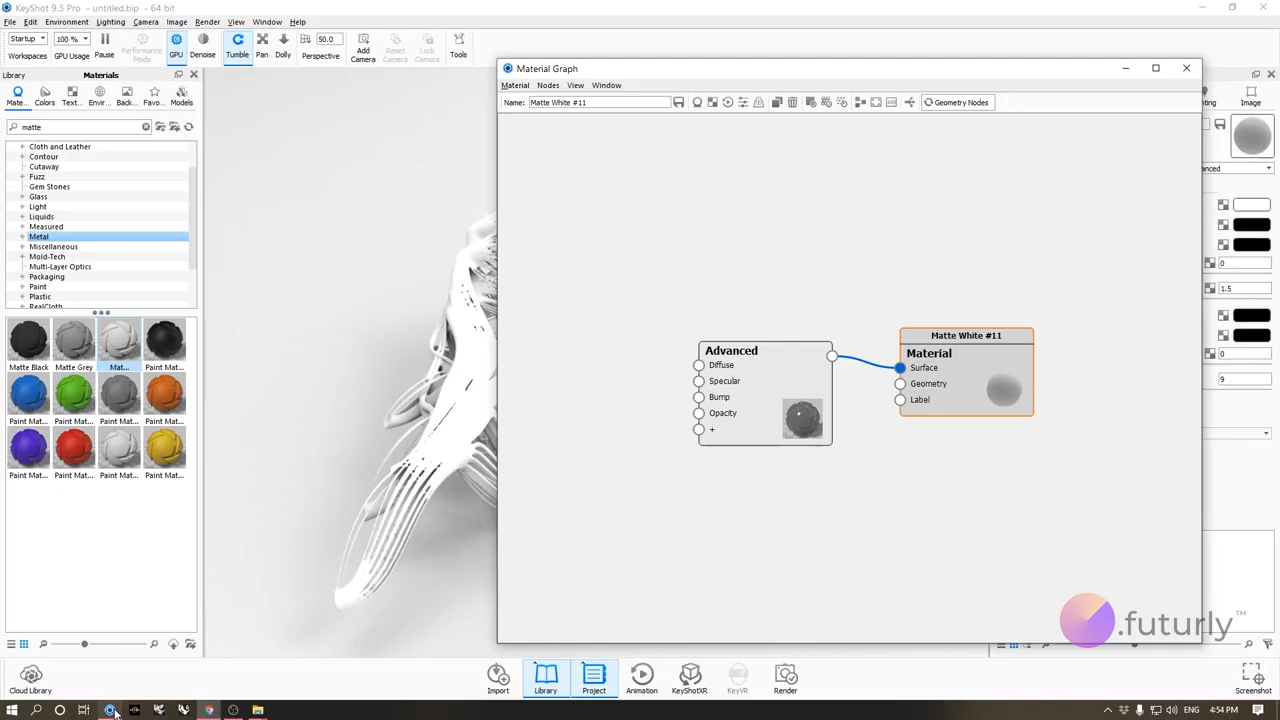 KeyShot 9.3 Pro - untitled.bip - 64 bit
File Edit Environment Lighting Camera Image Render View Window Help
Startup 100 % 50.0
Workspaces GPU Usage Pause Performance Mode GPU Denoise Tumble Pan Dolly Perspective Add Camera Reset Camera Lock Camera Tools
Library Materials
Mate... Colors Text... Envi... Back... Favo... Models
matte
Cloth and Leather
Contour
Cutaway
Fuzz
Gem Stones
Glass
Light
Liquids
Measured
Metal
Miscellaneous
Mold-Tech
Multi-Layer Optics
Packaging
Paint
Plastic
RealCloth
Matte Black Matte Grey Mat... Paint Mat...
Paint Mat... Paint Mat... Paint Mat... Paint Mat...
Paint Mat... Paint Mat... Paint Mat... Paint Mat...
Material Graph
Material Nodes View Window
Name: Matte White #11 Geometry Nodes
Advanced
Diffuse
Specular
Bump
Opacity
+
Matte White #11
Material
Surface
Geometry
Label
Image
0
1.5
0
9
.futurly™
Cloud Library Import Library Project Animation KeyShotXR KeyVR Render Screenshot
ENG 4:54 PM